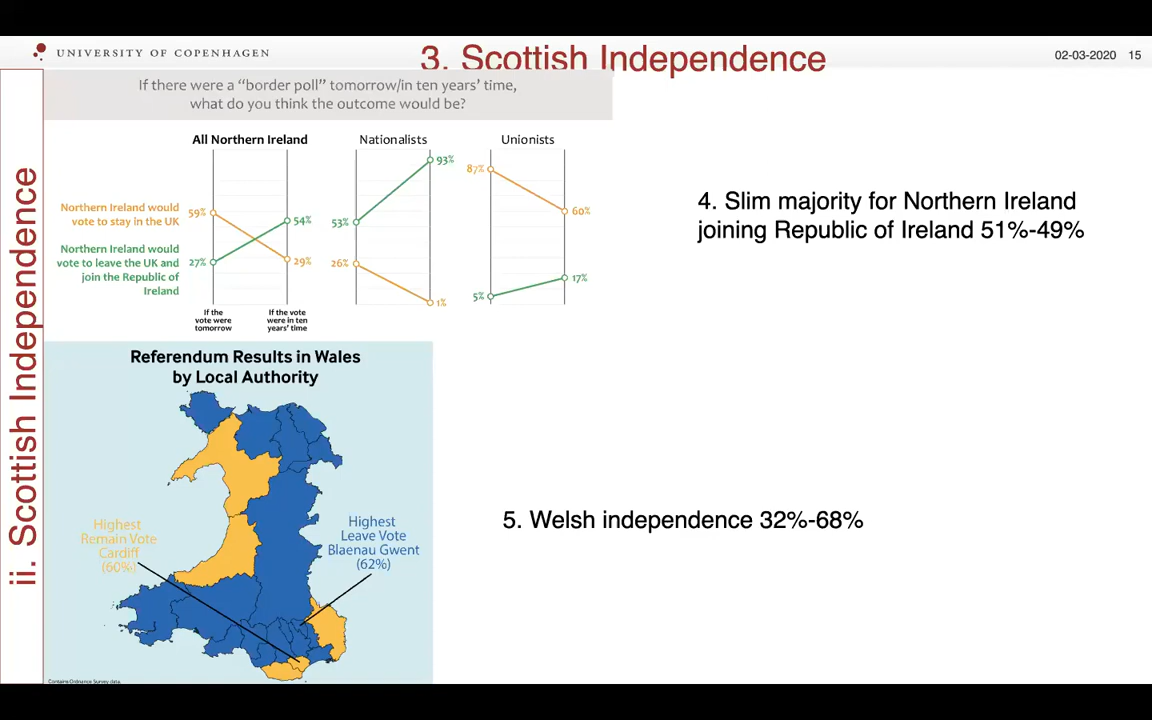 UNIVERSITY OF COPENHAGEN
3. Scottish Independence
02-03-2020 15
ii. Scottish Independence
If there were a “border poll” tomorrow/in ten years’ time,
what do you think the outcome would be?
All Northern Ireland
Nationalists
Unionists
Northern Ireland would
vote to stay in the UK
Northern Ireland would
vote to leave the UK and
join the Republic of
Ireland
59%
27%
54%
29%
53%
26%
93%
1%
87%
5%
60%
17%
If the
vote were
tomorrow
If the vote
were in ten
years’ time
4. Slim majority for Northern Ireland
joining Republic of Ireland 51%-49%
Referendum Results in Wales
by Local Authority
Highest
Remain Vote
Cardiff
(60%)
Highest
Leave Vote
Blaenau Gwent
(62%)
Contains Ordnance Survey data.
5. Welsh independence 32%-68%